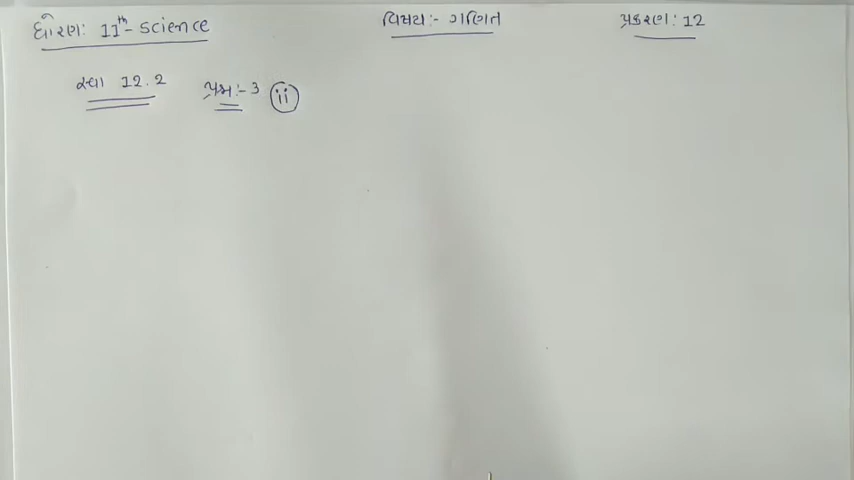 ધોરણ: 11th - Science વિષય:- ગણિત પ્રકરણ: 12
સ્વા 12.2 પ્રશ્ન:- 3 (ii)